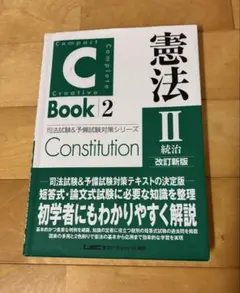 Compact
Complete
C
Creative
Book 2
司法試験&予備試験対策シリーズ
Constitution
憲法
II
統治
改訂新版
司法試験&予備試験対策テキストの決定版
短答式・論文式試験に必要な知識を整理
初学者にもわかりやすく解説